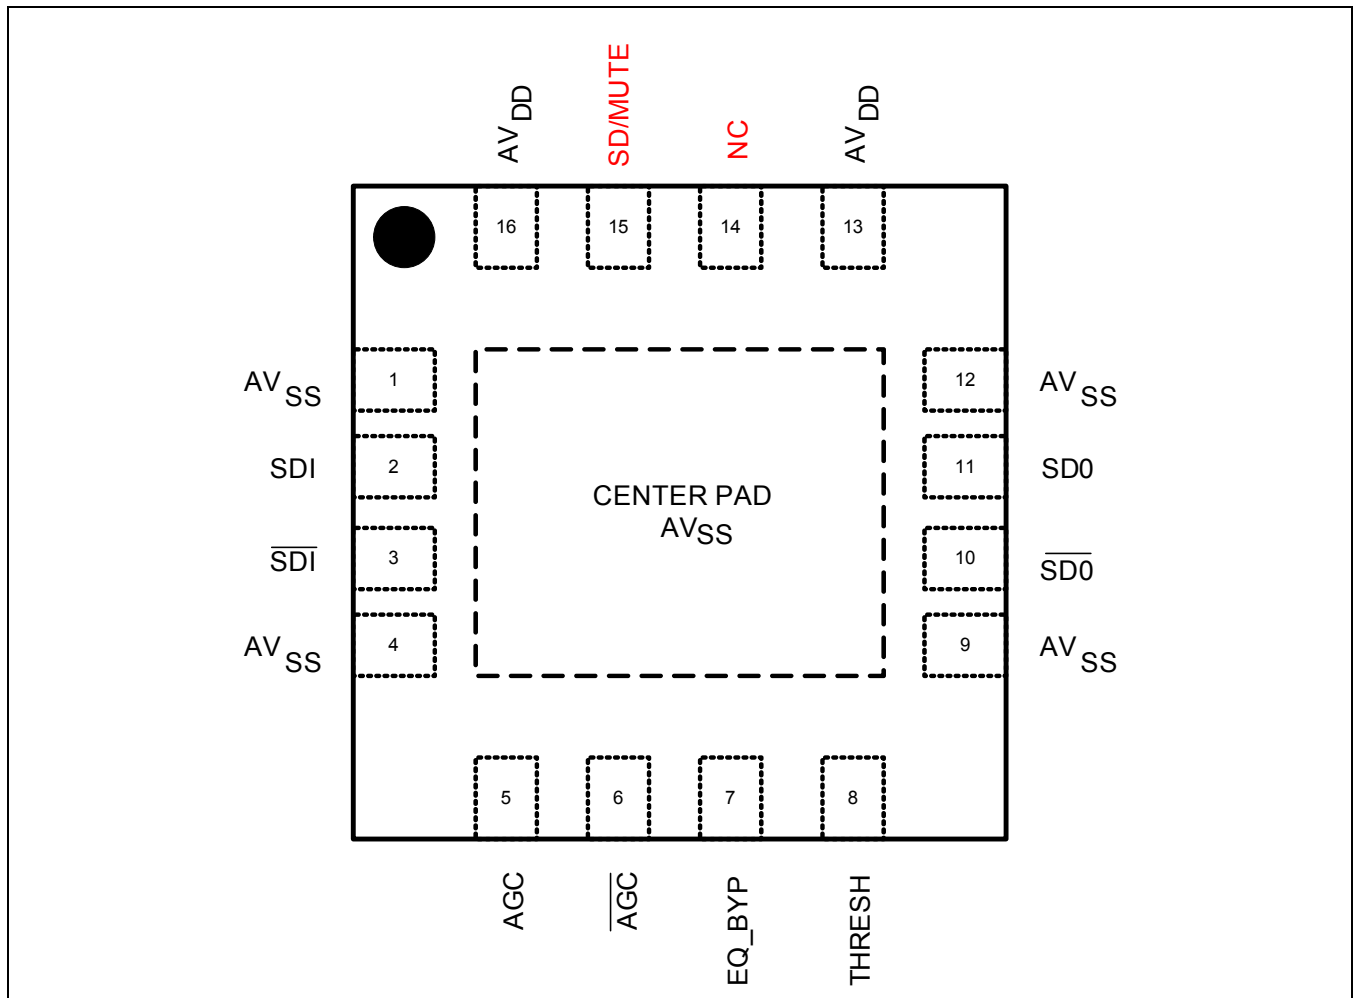 AVDD
SD/MUTE
NC
AVDD
16
15
14
13
AVSS
1
12
AVSS
SDI
2
11
SD0
CENTER PAD
AVSS
SDI
3
10
SD0
AVSS
4
9
AVSS
5
6
7
8
AGC
AGC
EQ_BYP
THRESH